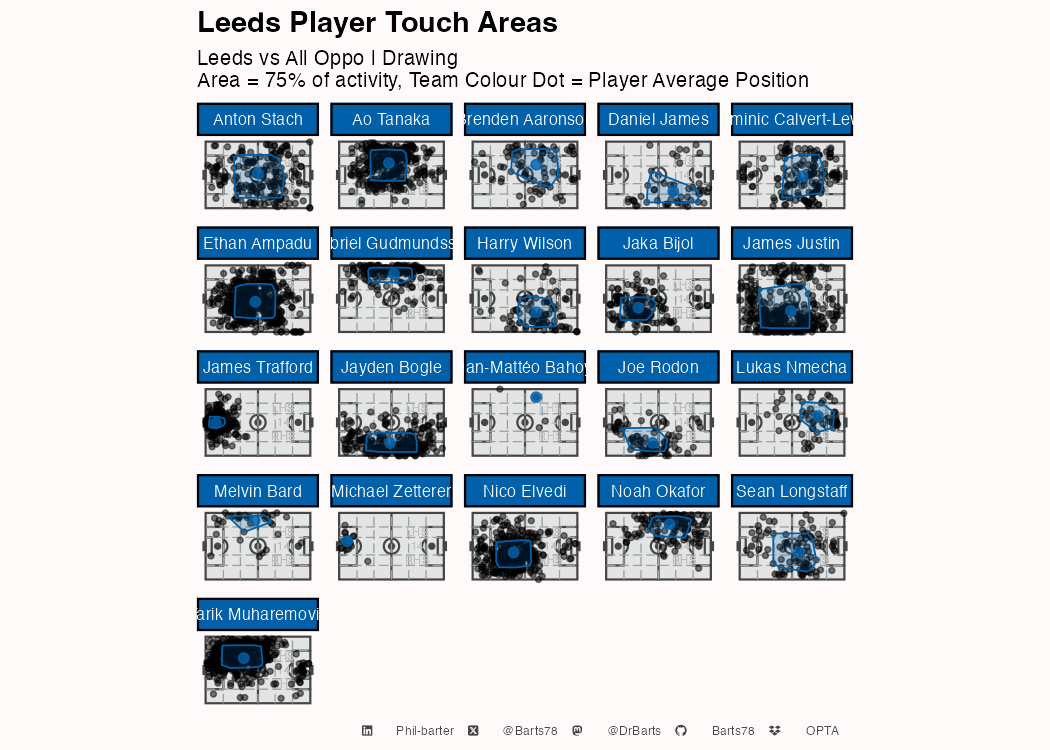 Leeds Player Touch Areas
Leeds vs All Oppo | Drawing
Area = 75% of activity, Team Colour Dot = Player Average Position
Anton Stach
Ao Tanaka
Brenden Aaronso
Daniel James
minic Calvert-Lew
Ethan Ampadu
briel Gudmundss
Harry Wilson
Jaka Bijol
James Justin
James Trafford
Jayden Bogle
an-Mattéo Bahoy
Joe Rodon
Lukas Nmecha
Melvin Bard
Michael Zetterer
Nico Elvedi
Noah Okafor
Sean Longstaff
arik Muharemovi
Phil-barter @Barts78 @DrBarts Barts78 OPTA